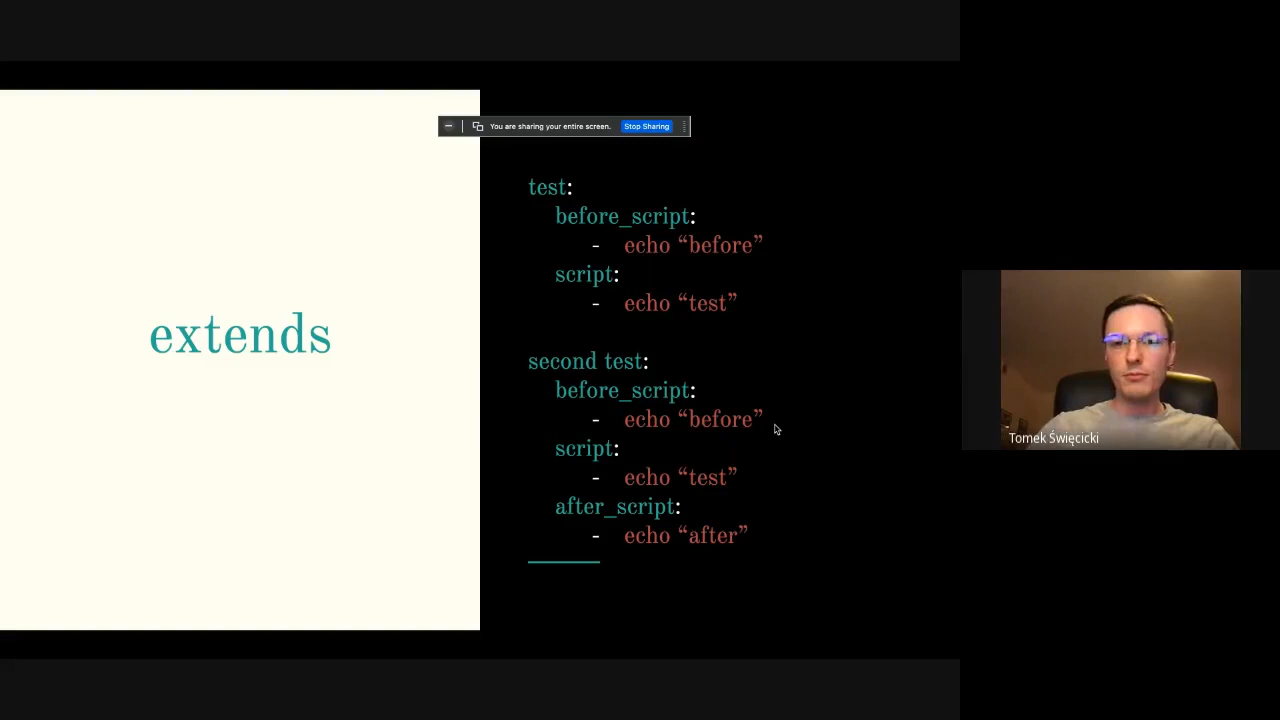 You are sharing your entire screen. Stop Sharing
extends
test:
before_script:
- echo “before”
script:
- echo “test”
second test:
before_script:
- echo “before”
script:
- echo “test”
after_script:
- echo “after”
Tomek Święcicki